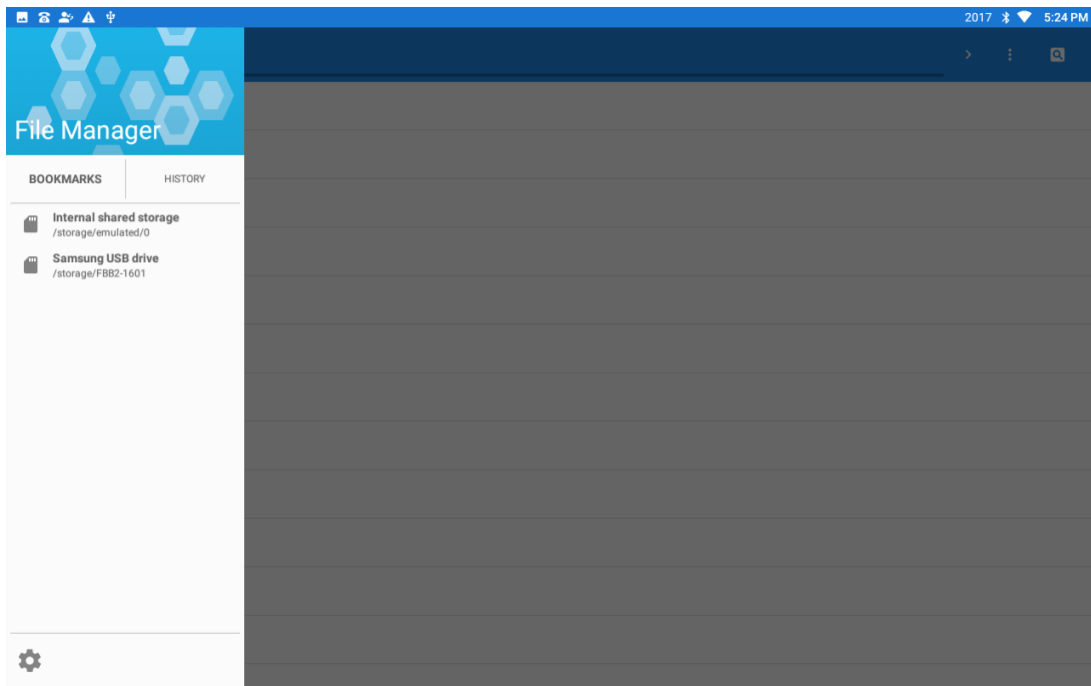 2017 5:24 PM
File Manager
BOOKMARKS HISTORY
Internal shared storage
/storage/emulated/0
Samsung USB drive
/storage/FBB2-1601